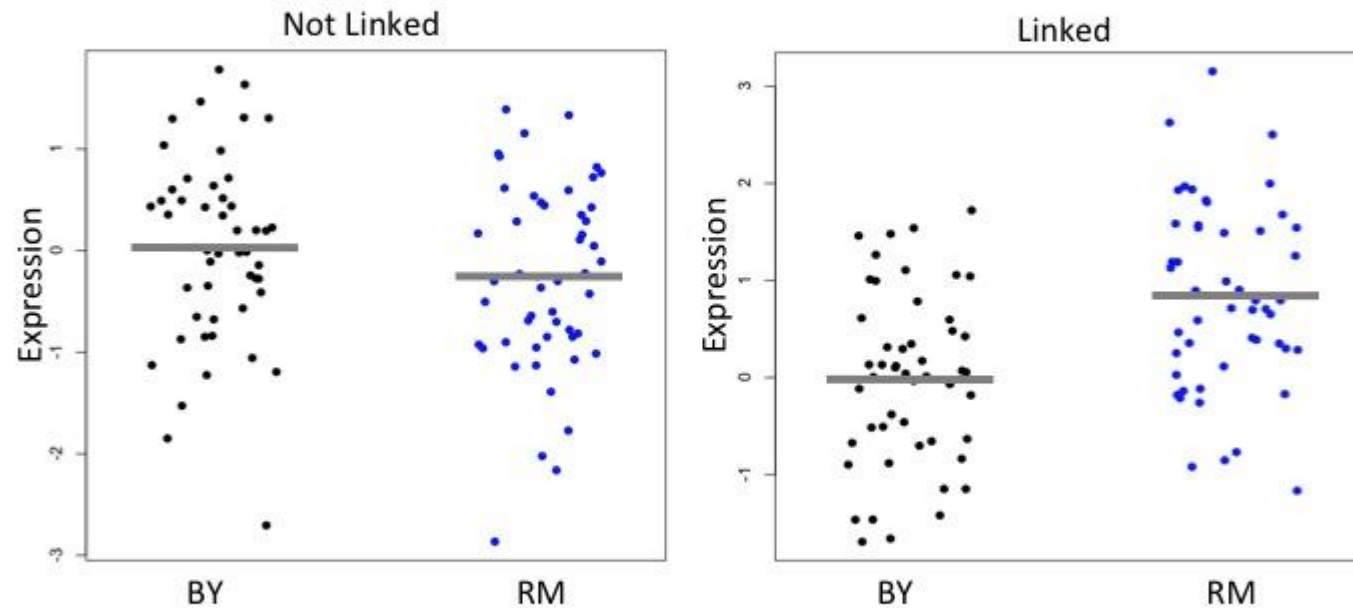 Not Linked
Expression
1
0
-1
-2
-3
BY RM
Linked
Expression
3
2
1
0
-1
BY RM